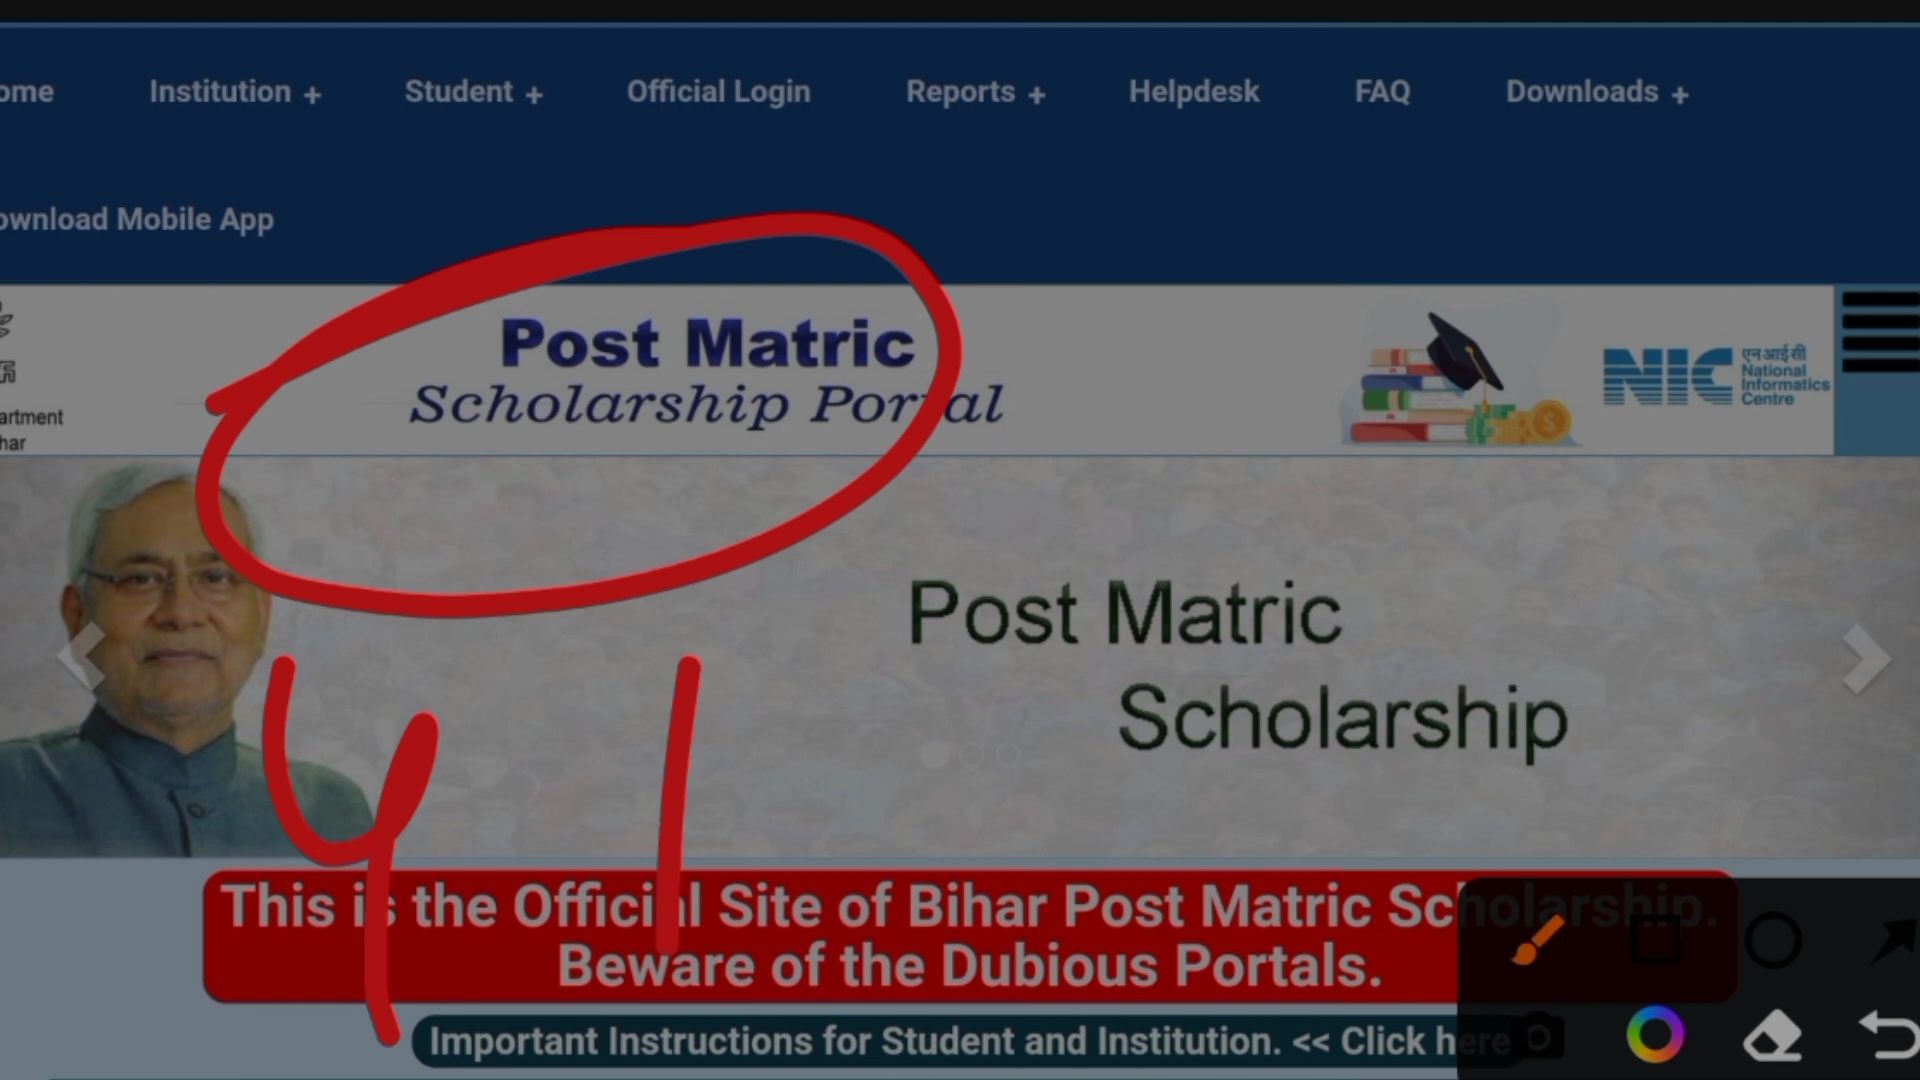 ome Institution + Student + Official Login Reports + Helpdesk FAQ Downloads +
ownload Mobile App
Post Matric
Scholarship Portal
artment
har
NIC
एन आई सी
National
Informatics
Centre
Post Matric
Scholarship
This is the Official Site of Bihar Post Matric Scholarship.
Beware of the Dubious Portals.
Important Instructions for Student and Institution. << Click here
41